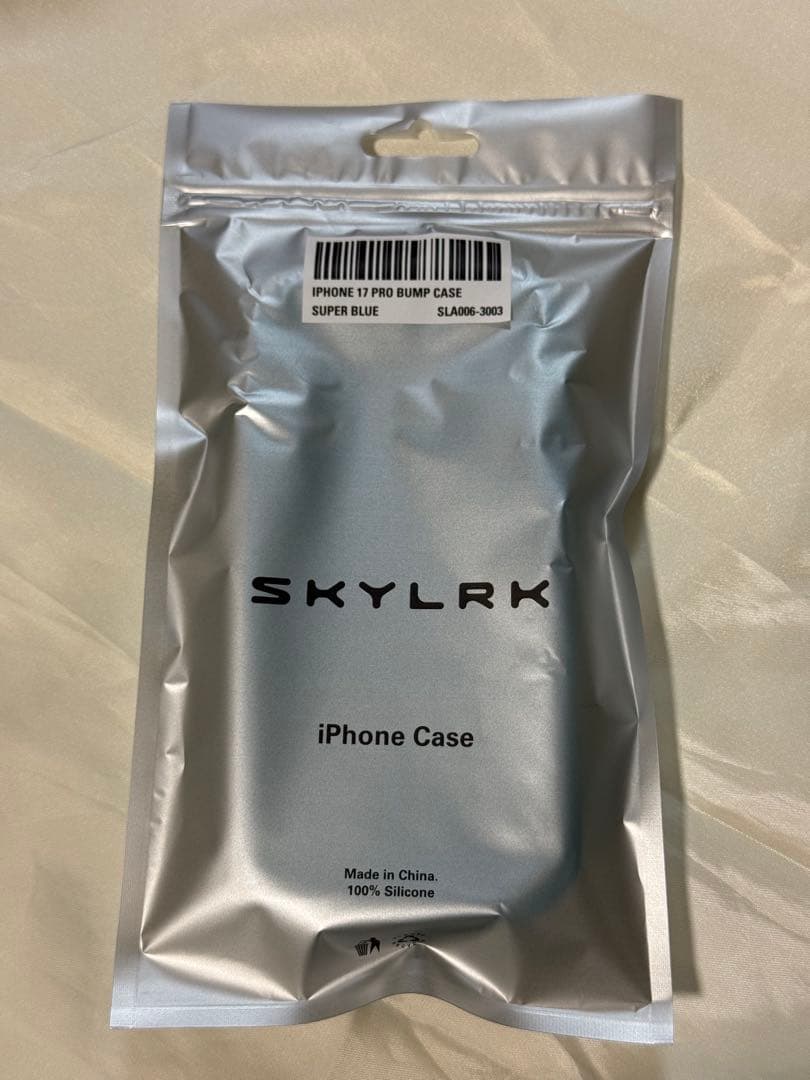 IPHONE 17 PRO BUMP CASE
SUPER BLUE SLA006-3003
SKYLRK
iPhone Case
Made in China.
100% Silicone